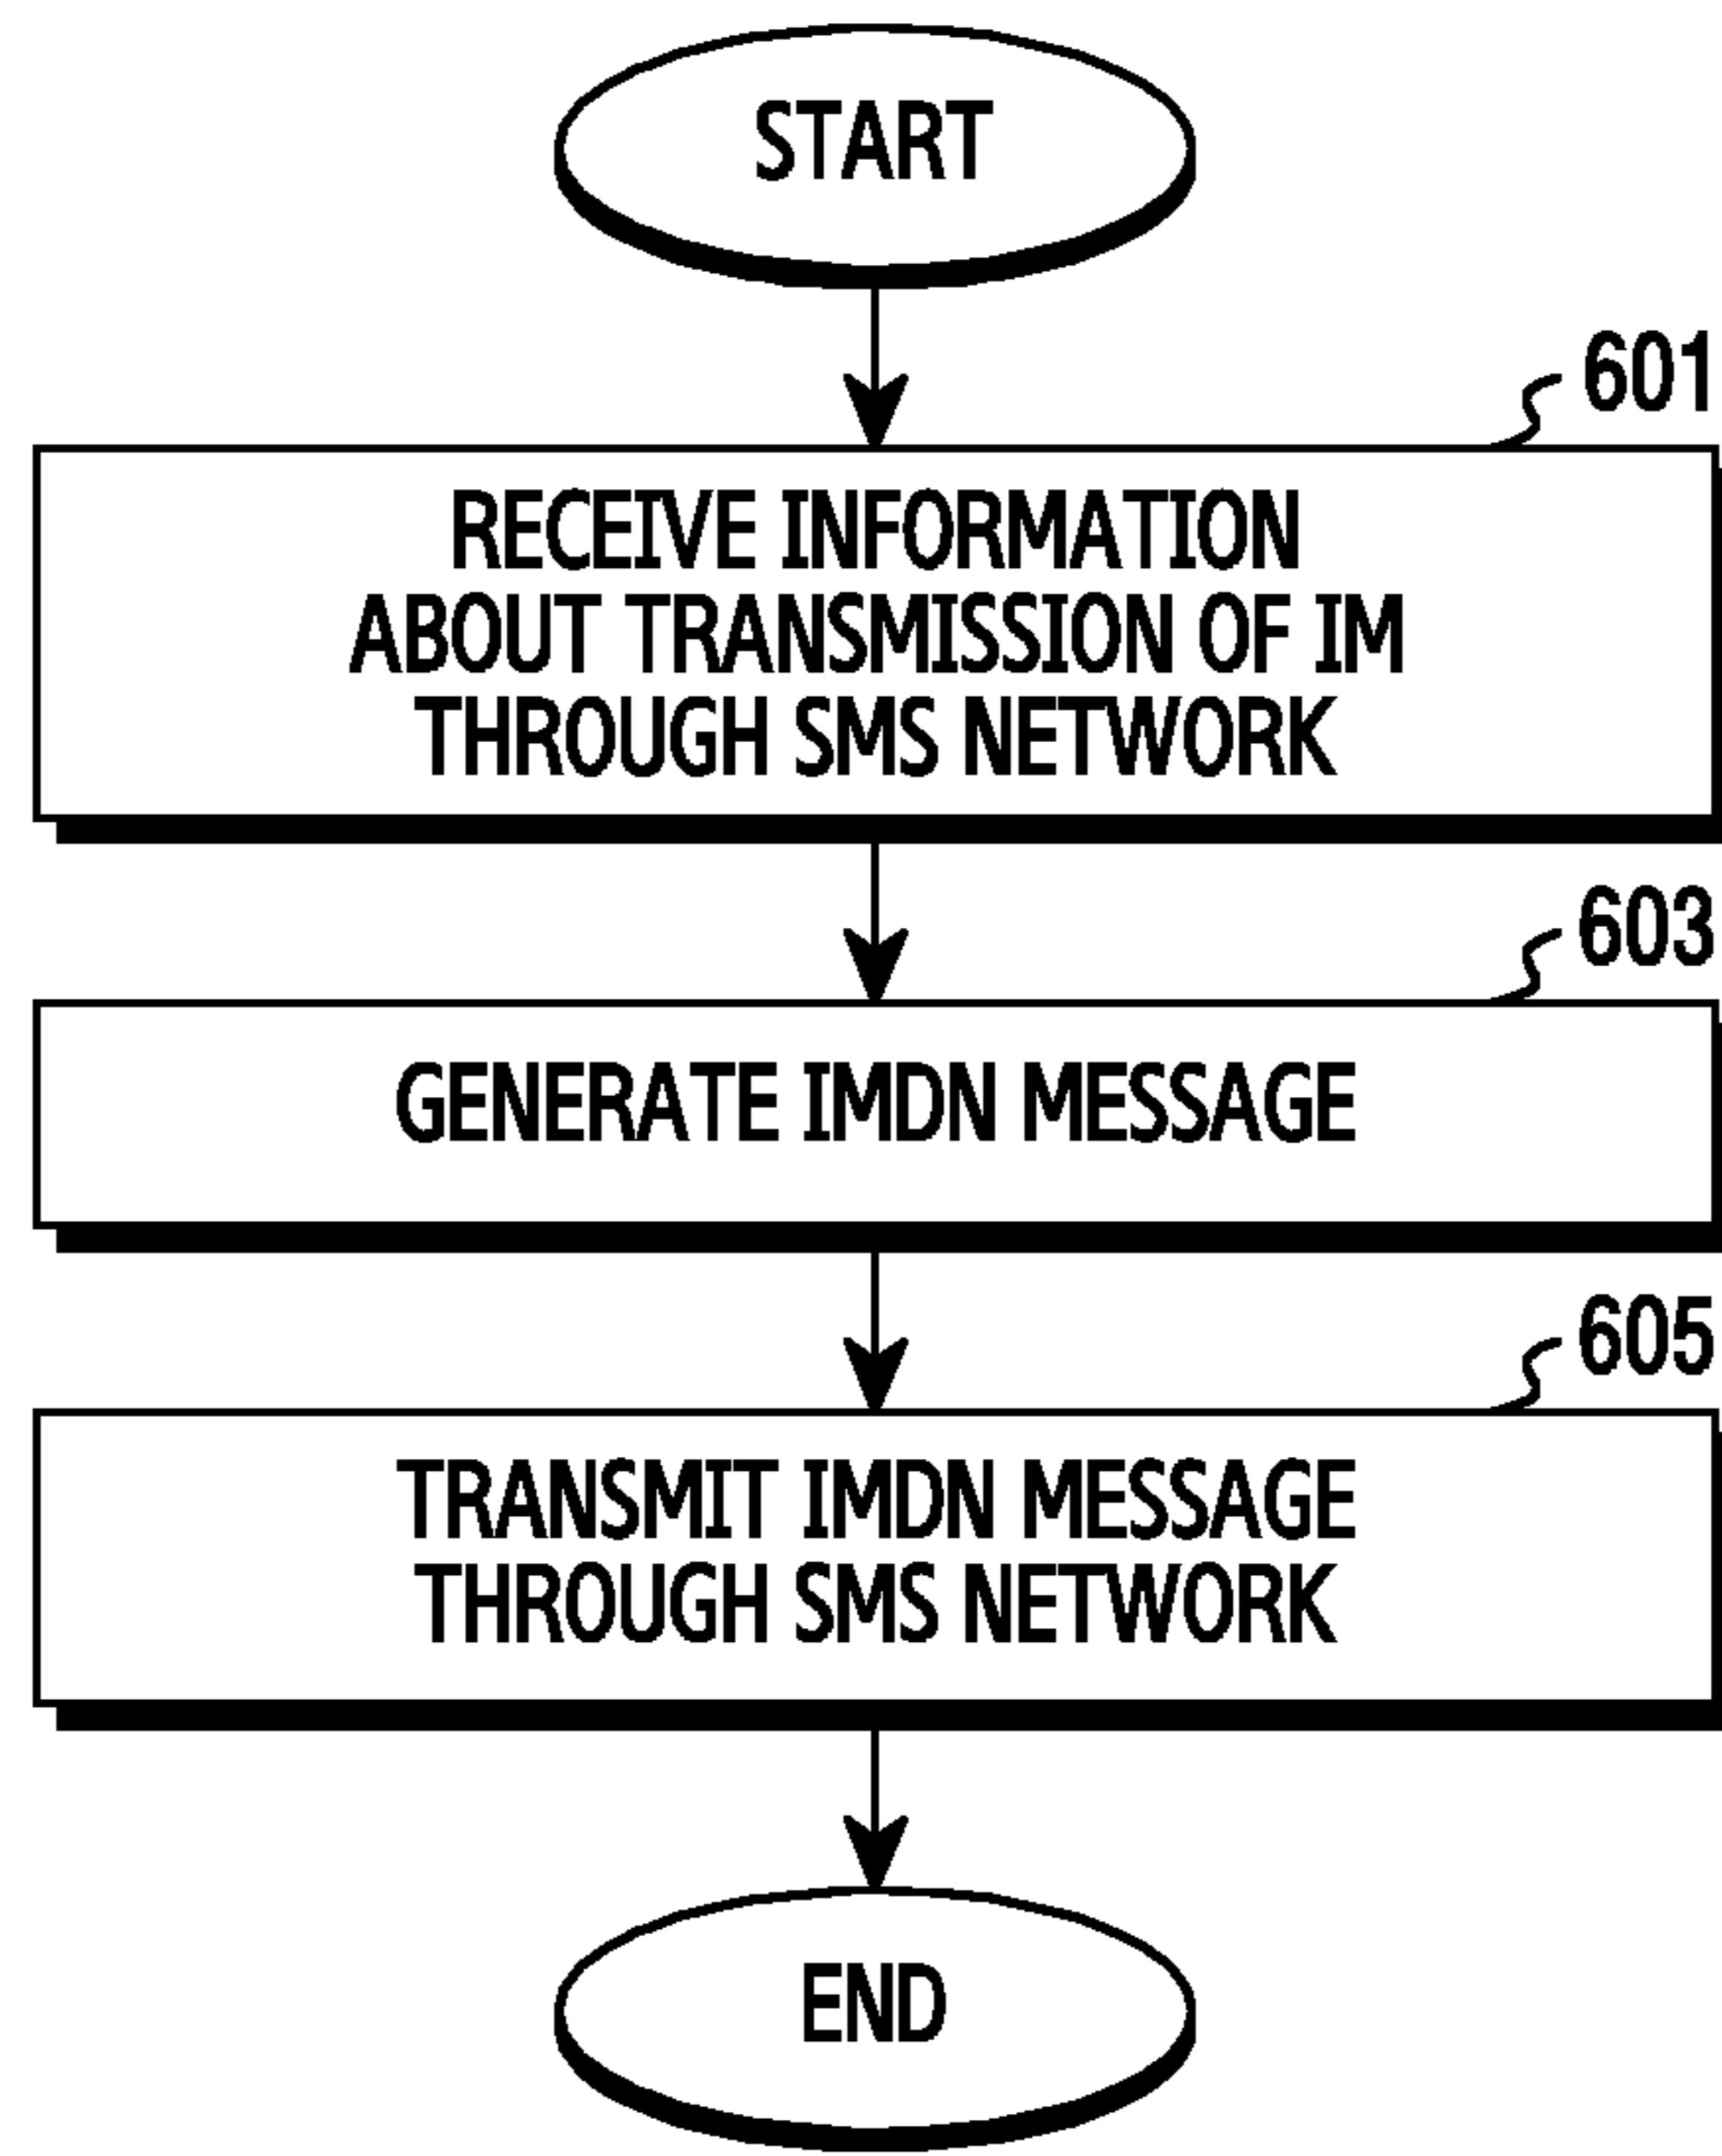 START
601
RECEIVE INFORMATION
ABOUT TRANSMISSION OF IM
THROUGH SMS NETWORK
603
GENERATE IMDN MESSAGE
605
TRANSMIT IMDN MESSAGE
THROUGH SMS NETWORK
END